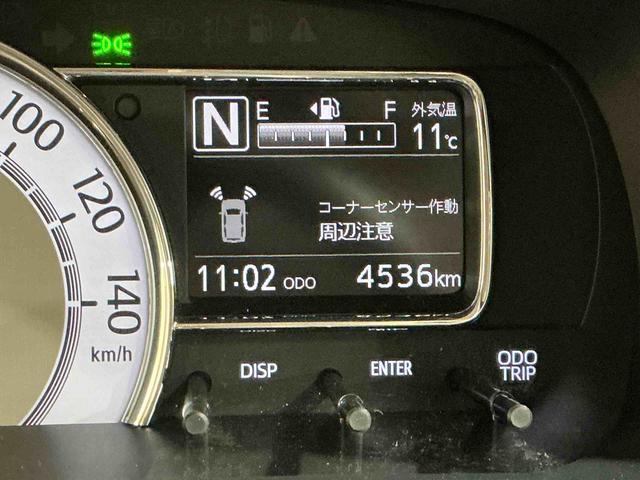 N
E F 外気温
11℃
コーナーセンサー作動
周辺注意
11:02 ODO 4536km
100
120
140
km/h
DISP
ENTER
ODO
TRIP